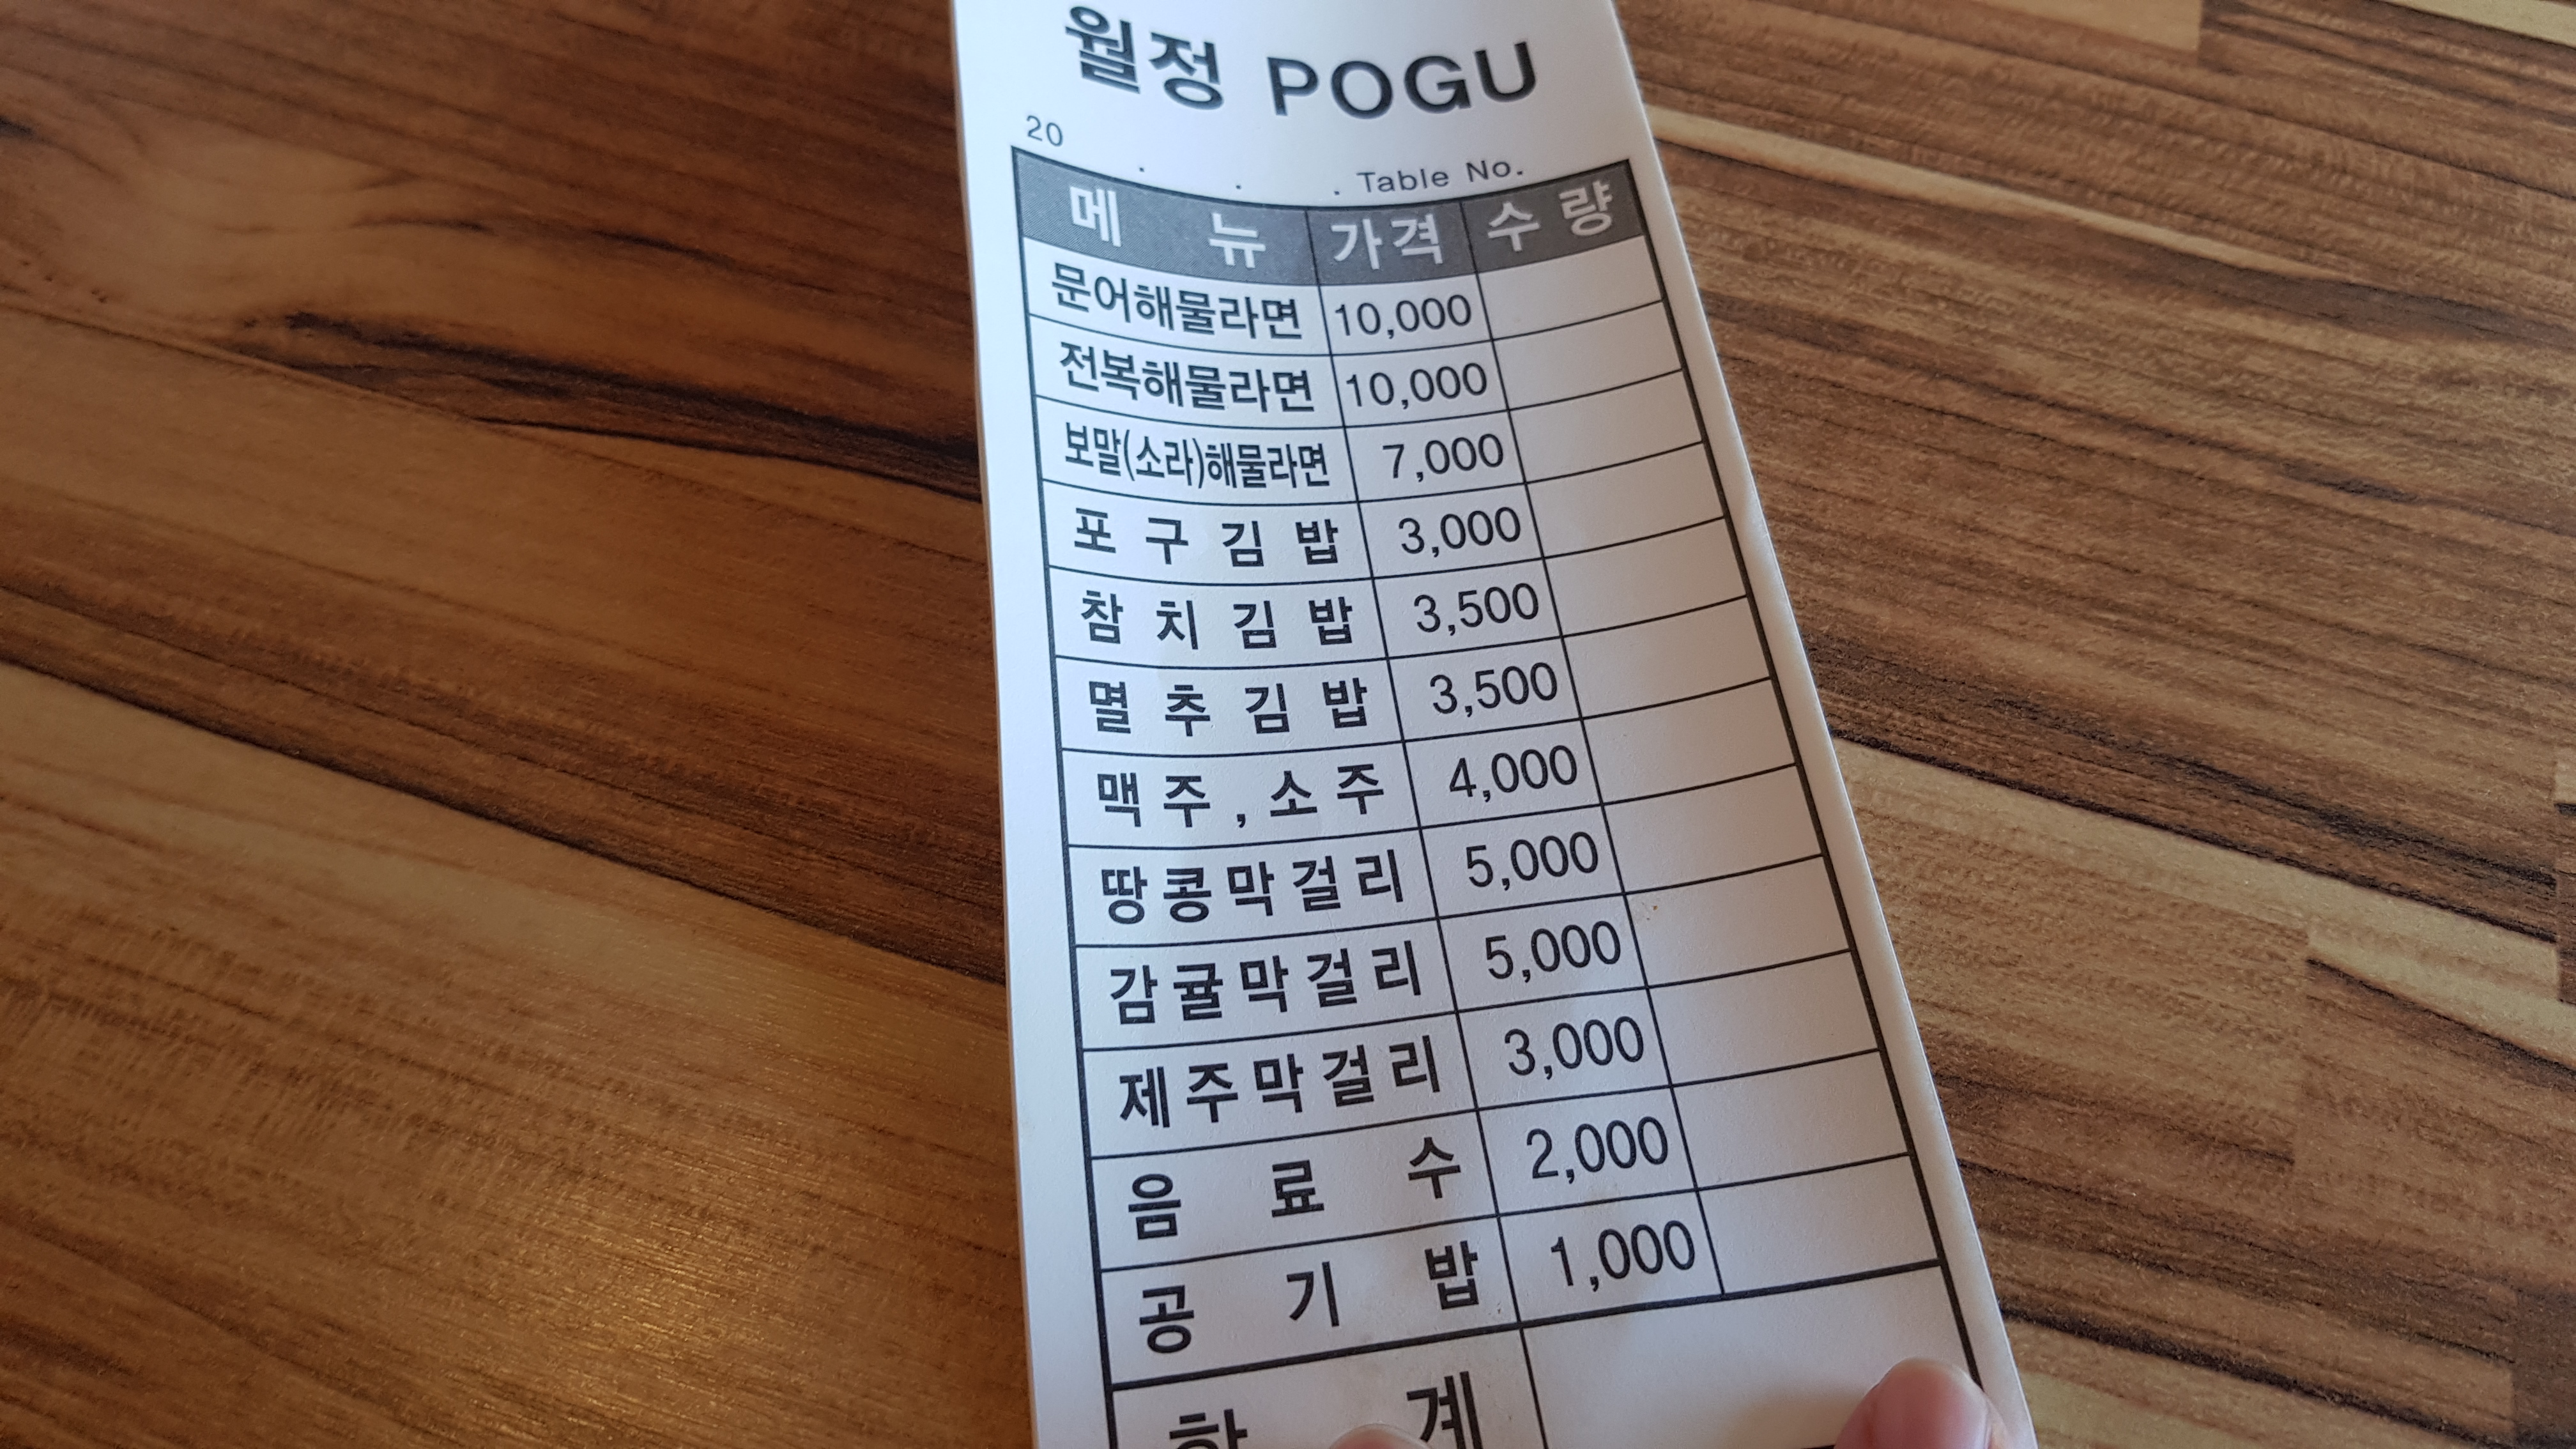 월정 POGU
20 . . . Table No.
메 뉴 가격 수 량
문어해물라면 10,000
전복해물라면 10,000
보말(소라)해물라면 7,000
포 구 김 밥 3,000
참 치 김 밥 3,500
멸 추 김 밥 3,500
맥 주 , 소 주 4,000
땅콩막걸리 5,000
감귤막걸리 5,000
제주막걸리 3,000
음 료 수 2,000
공 기 밥 1,000
합 계